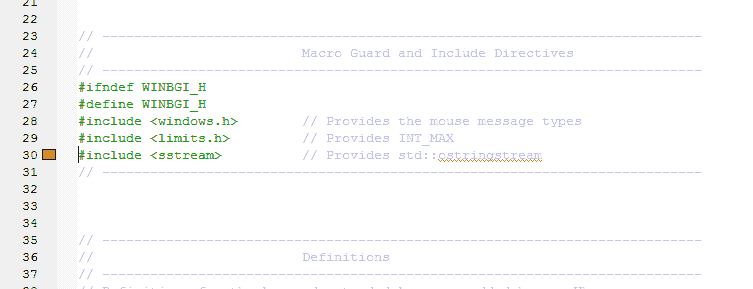 21
22
23 // ---------------------------------------------------------------------------
24 // Macro Guard and Include Directives
25 // ---------------------------------------------------------------------------
26 #ifndef WINBGI_H
27 #define WINBGI_H
28 #include <windows.h> // Provides the mouse message types
29 #include <limits.h> // Provides INT_MAX
30 #include <sstream> // Provides std::ostringstream
31 // ---------------------------------------------------------------------------
32
33
34
35 // ---------------------------------------------------------------------------
36 // Definitions
37 // ---------------------------------------------------------------------------